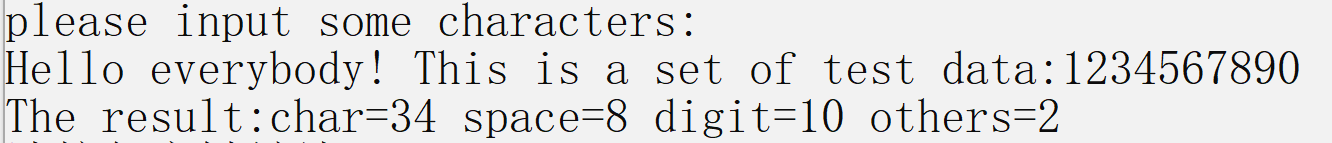 please input some characters:
Hello everybody! This is a set of test data:1234567890
The result:char=34 space=8 digit=10 others=2